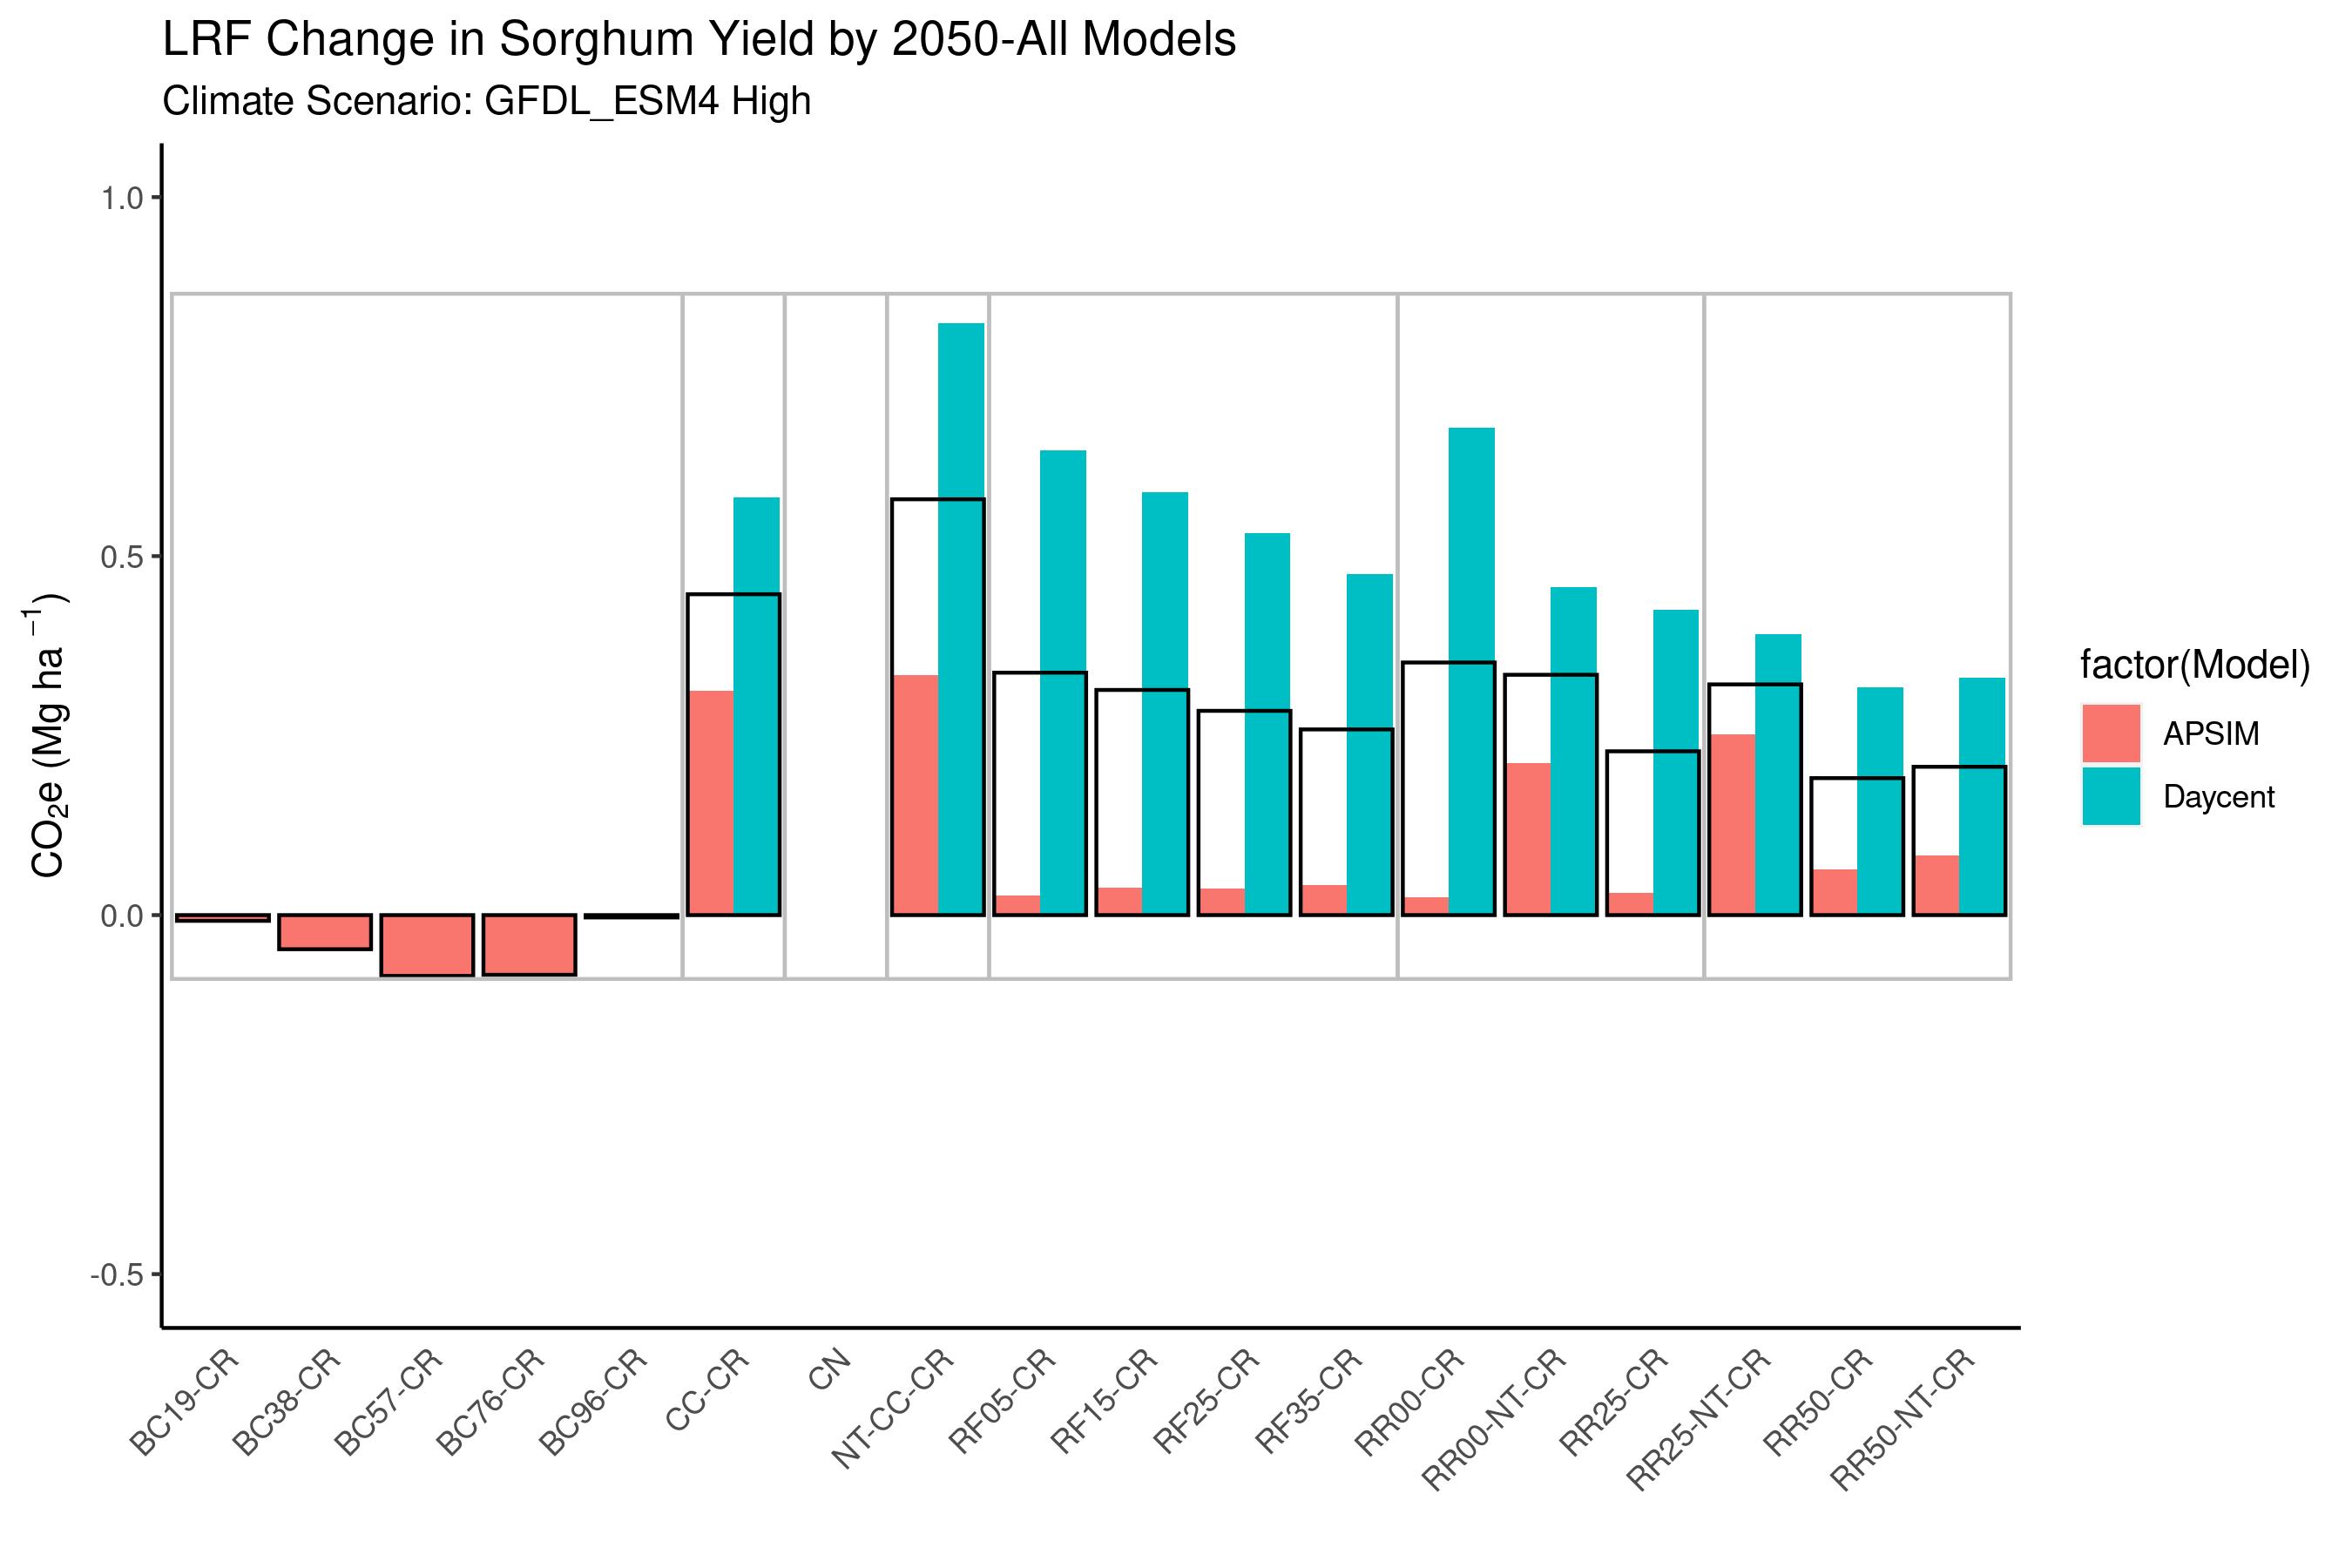 LRF Change in Sorghum Yield by 2050-All Models
Climate Scenario: GFDL_ESM4 High
CO₂e (Mg ha ⁻¹)
1.0
0.5
0.0
-0.5
BC19-CR
BC38-CR
BC57-CR
BC76-CR
BC96-CR
CC-CR
CN
NT-CC-CR
RF05-CR
RF15-CR
RF25-CR
RF35-CR
RR00-CR
RR00-NT-CR
RR25-CR
RR25-NT-CR
RR50-CR
RR50-NT-CR
factor(Model)
APSIM
Daycent